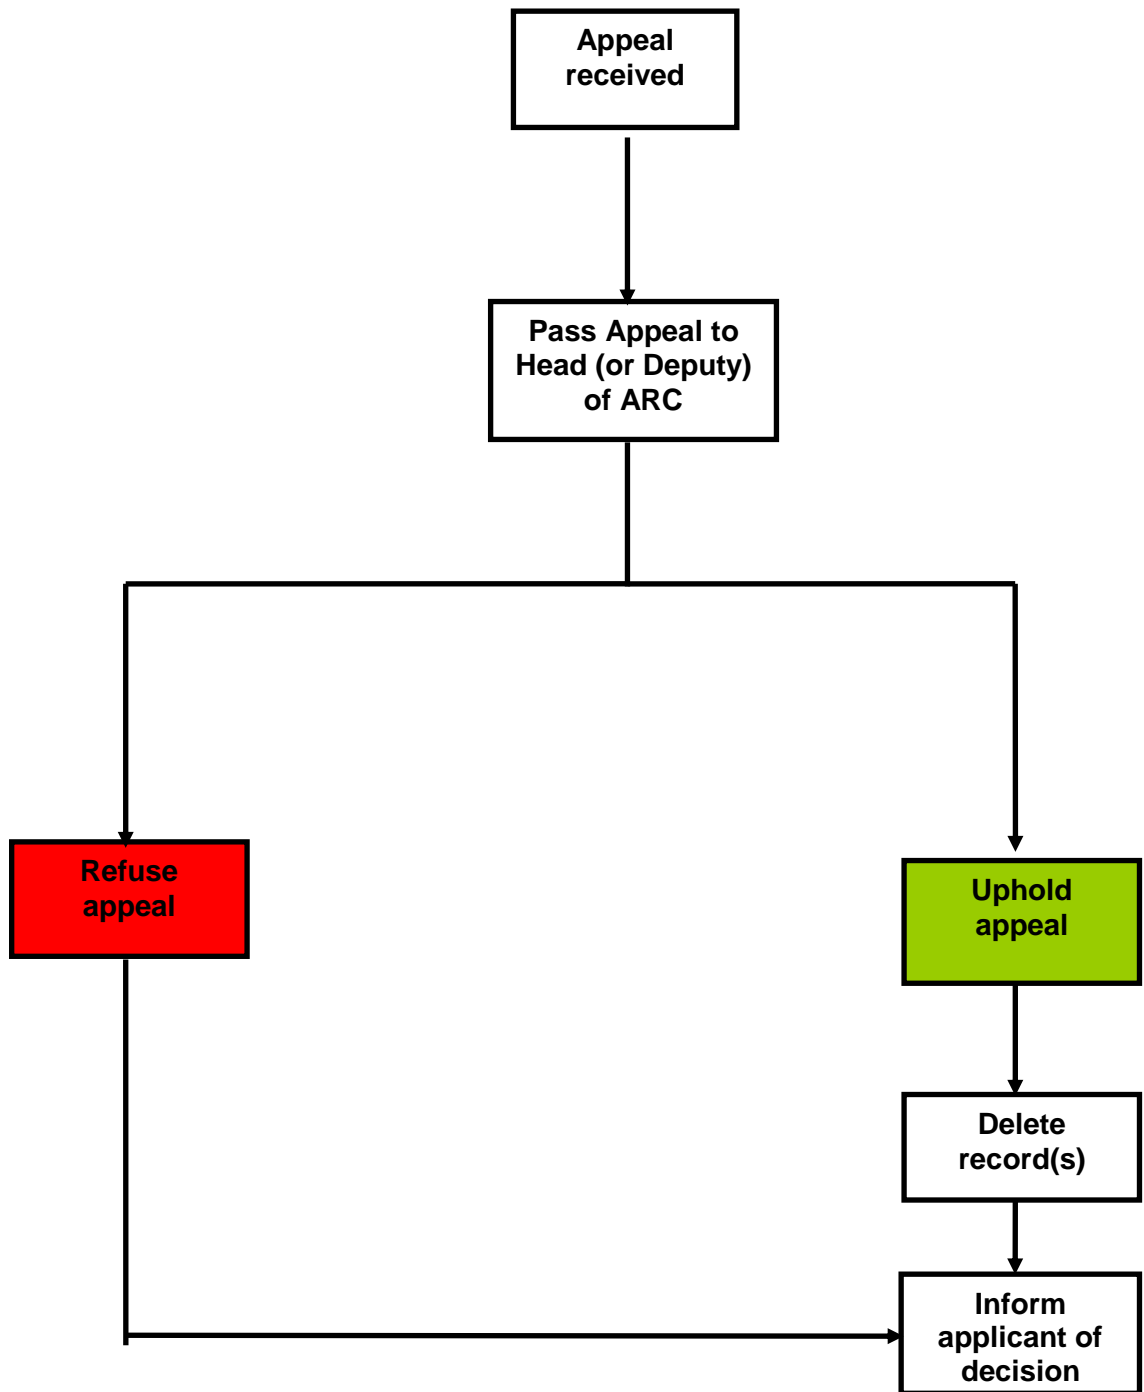 Appeal
received
Pass Appeal to
Head (or Deputy)
of ARC
Refuse
appeal
Uphold
appeal
Delete
record(s)
Inform
applicant of
decision